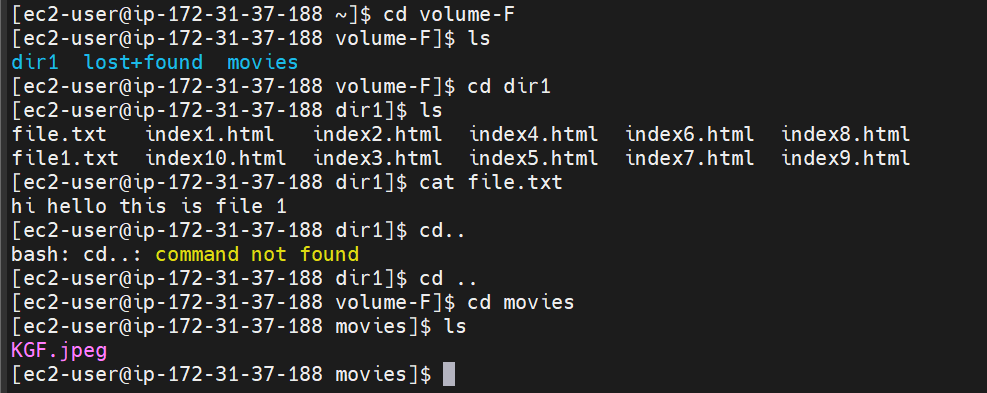 [ec2-user@ip-172-31-37-188 ~]$ cd volume-F
[ec2-user@ip-172-31-37-188 volume-F]$ ls
dir1  lost+found  movies
[ec2-user@ip-172-31-37-188 volume-F]$ cd dir1
[ec2-user@ip-172-31-37-188 dir1]$ ls
file.txt   index1.html   index2.html  index4.html  index6.html  index8.html
file1.txt  index10.html  index3.html  index5.html  index7.html  index9.html
[ec2-user@ip-172-31-37-188 dir1]$ cat file.txt
hi hello this is file 1
[ec2-user@ip-172-31-37-188 dir1]$ cd..
bash: cd..: command not found
[ec2-user@ip-172-31-37-188 dir1]$ cd ..
[ec2-user@ip-172-31-37-188 volume-F]$ cd movies
[ec2-user@ip-172-31-37-188 movies]$ ls
KGF.jpeg
[ec2-user@ip-172-31-37-188 movies]$